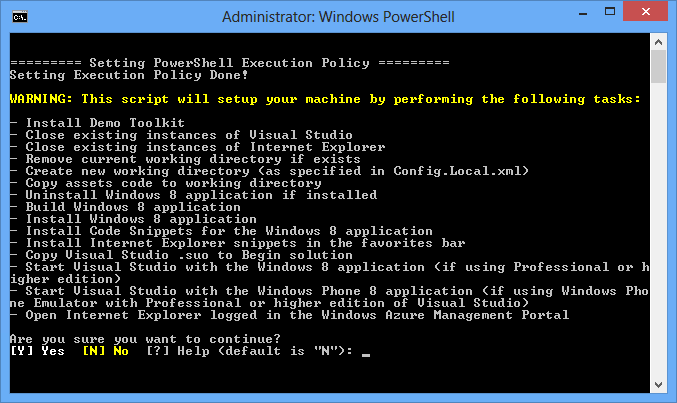 Administrator: Windows PowerShell
========= Setting PowerShell Execution Policy =========
Setting Execution Policy Done!
WARNING: This script will setup your machine by performing the following tasks:
- Install Demo Toolkit
- Close existing instances of Visual Studio
- Close existing instances of Internet Explorer
- Remove current working directory if exists
- Create new working directory (as specified in Config.Local.xml)
- Copy assets code to working directory
- Uninstall Windows 8 application if installed
- Build Windows 8 application
- Install Windows 8 application
- Install Code Snippets for the Windows 8 application
- Install Internet Explorer snippets in the favorites bar
- Copy Visual Studio .suo to Begin solution
- Start Visual Studio with the Windows 8 application (if using Professional or h
igher edition)
- Start Visual Studio with the Windows Phone 8 application (if using Windows Pho
ne Emulator with Professional or higher edition of Visual Studio)
- Open Internet Explorer logged in the Windows Azure Management Portal
Are you sure you want to continue?
[Y] Yes  [N] No  [?] Help (default is "N"): _